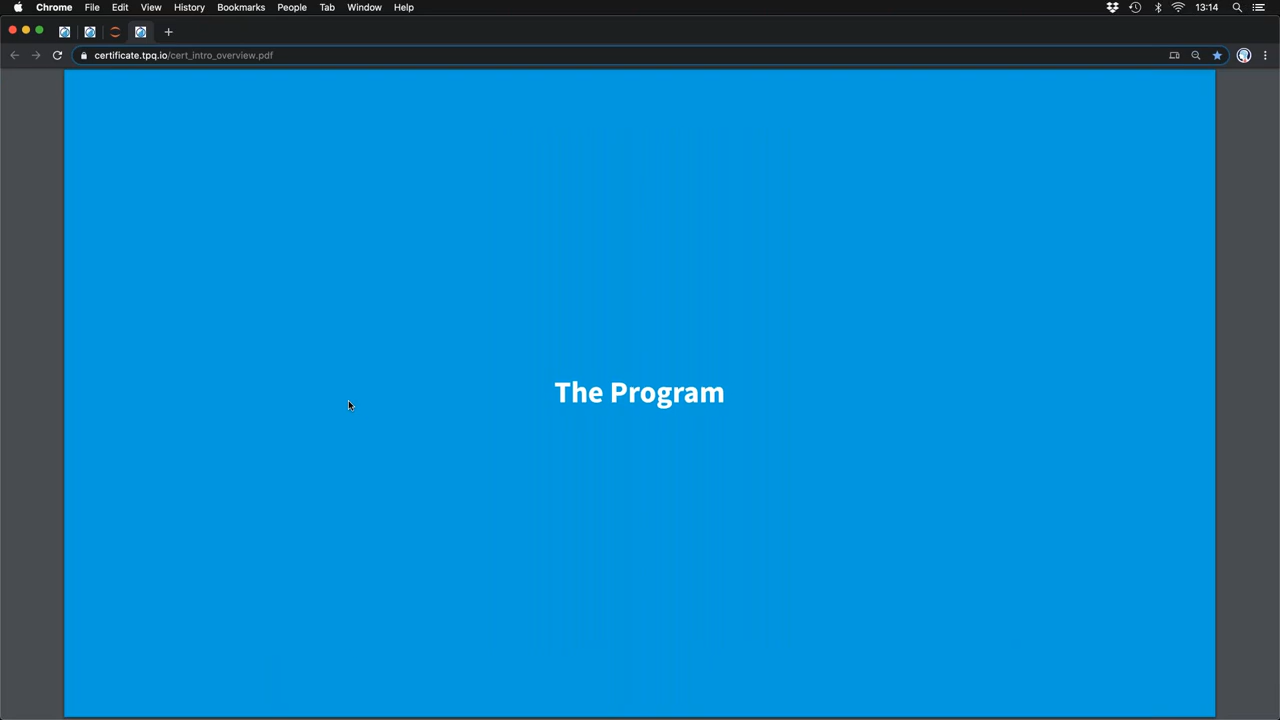 Chrome File Edit View History Bookmarks People Tab Window Help 13:14
certificate.tpq.io/cert_intro_overview.pdf
The Program